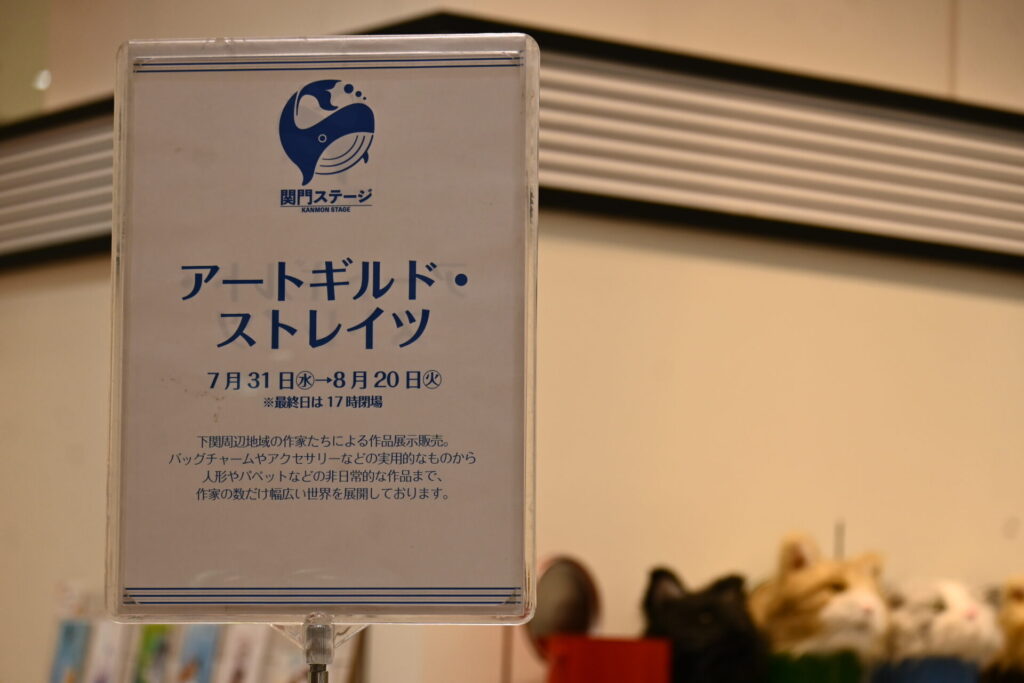 関門ステージ
KANMON STAGE
アートギルド・
ストレイツ
7月31日㊌→8月20日㊋
※最終日は17時閉場
下関周辺地域の作家たちによる作品展示販売。
バッグチャームやアクセサリーなどの実用的なものから
人形やパペットなどの非日常的な作品まで、
作家の数だけ幅広い世界を展開しております。